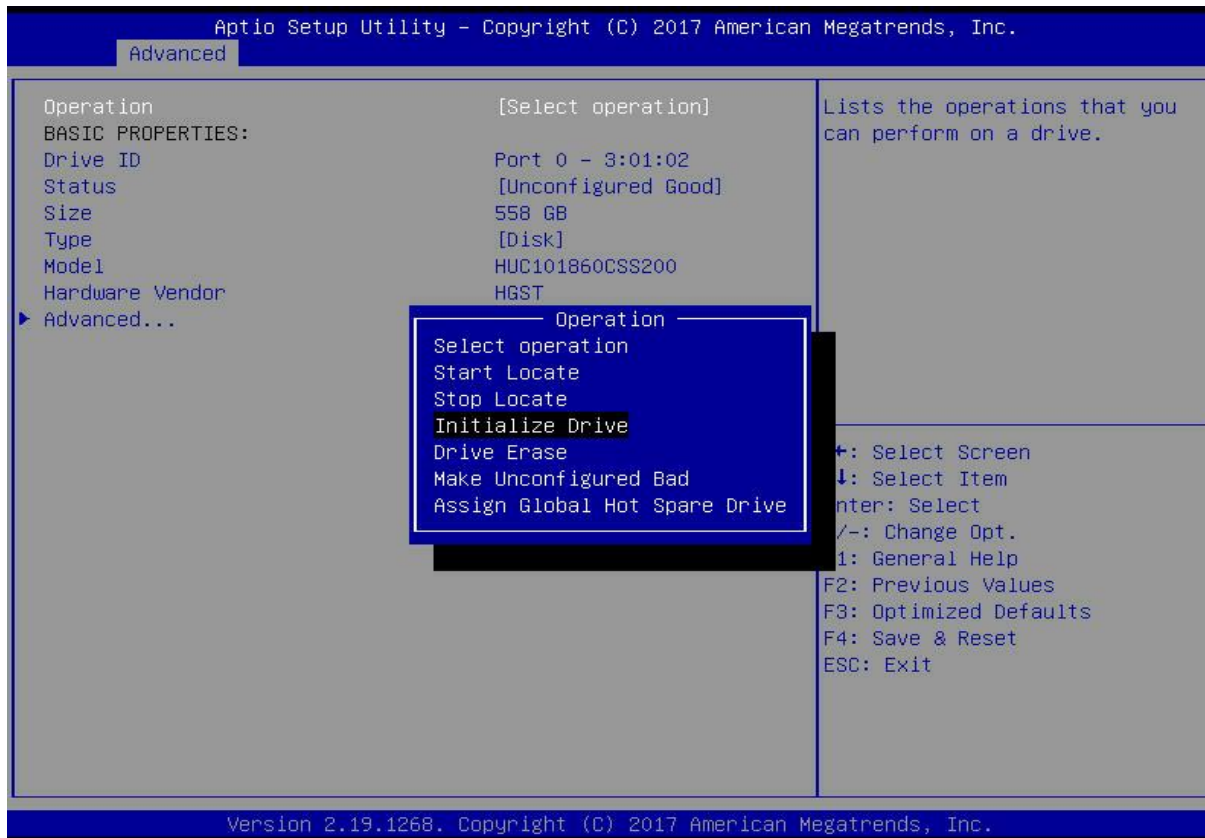 Aptio Setup Utility – Copyright (C) 2017 American Megatrends, Inc.
Advanced
Operation [Select operation]
BASIC PROPERTIES:
Drive ID Port 0 – 3:01:02
Status [Unconfigured Good]
Size 558 GB
Type [Disk]
Model HUC101860CSS200
Hardware Vendor HGST
Advanced...
Operation
Select operation
Start Locate
Stop Locate
Initialize Drive
Drive Erase
Make Unconfigured Bad
Assign Global Hot Spare Drive
Lists the operations that you
can perform on a drive.
: Select Screen
: Select Item
nter: Select
/-: Change Opt.
1: General Help
F2: Previous Values
F3: Optimized Defaults
F4: Save & Reset
ESC: Exit
Version 2.19.1268. Copyright (C) 2017 American Megatrends, Inc.